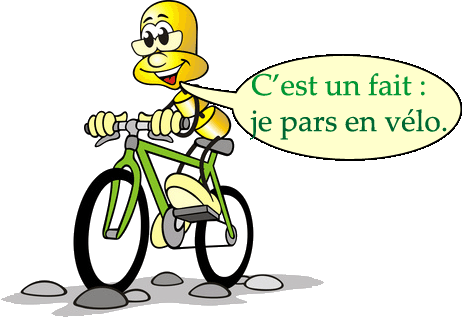 C’est un fait :
je pars en vélo.